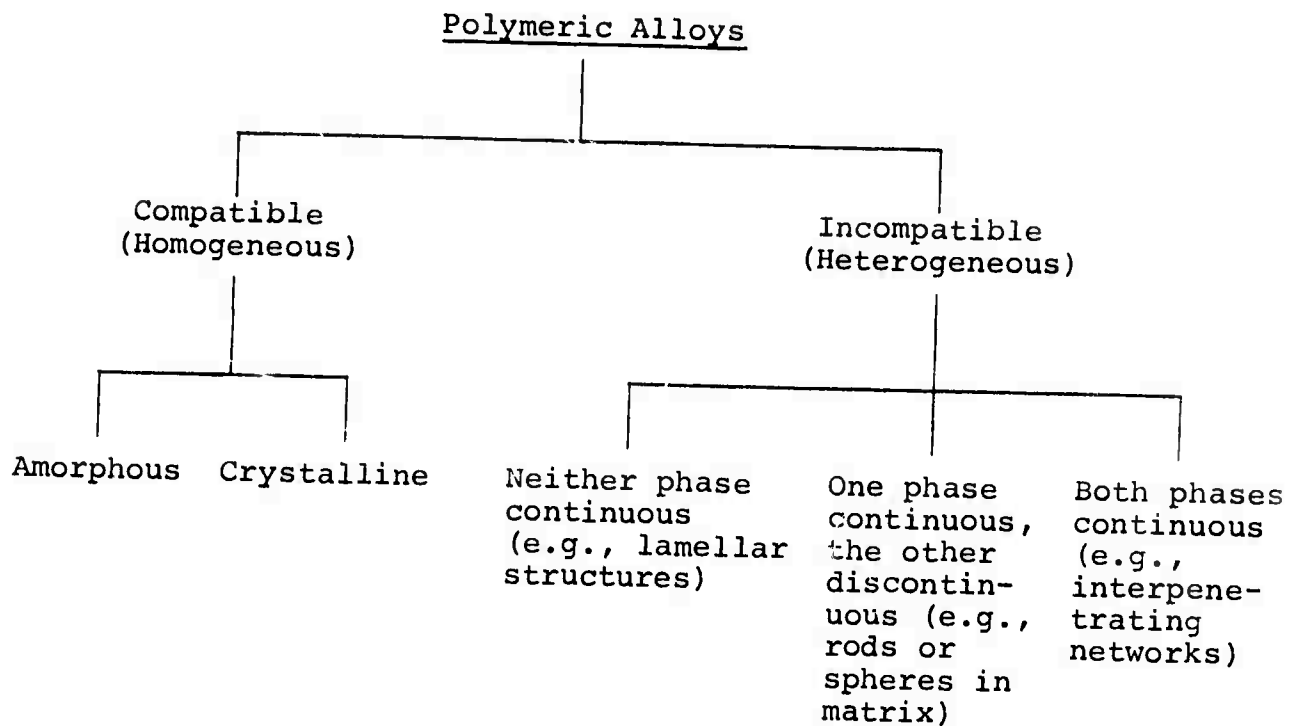 Polymeric Alloys
Compatible
(Homogeneous)
Incompatible
(Heterogeneous)
Amorphous
Crystalline
Neither phase
continuous
(e.g., lamellar
structures)
One phase
continuous,
the other
discontin-
uous (e.g.,
rods or
spheres in
matrix)
Both phases
continuous
(e.g.,
interpene-
trating
networks)